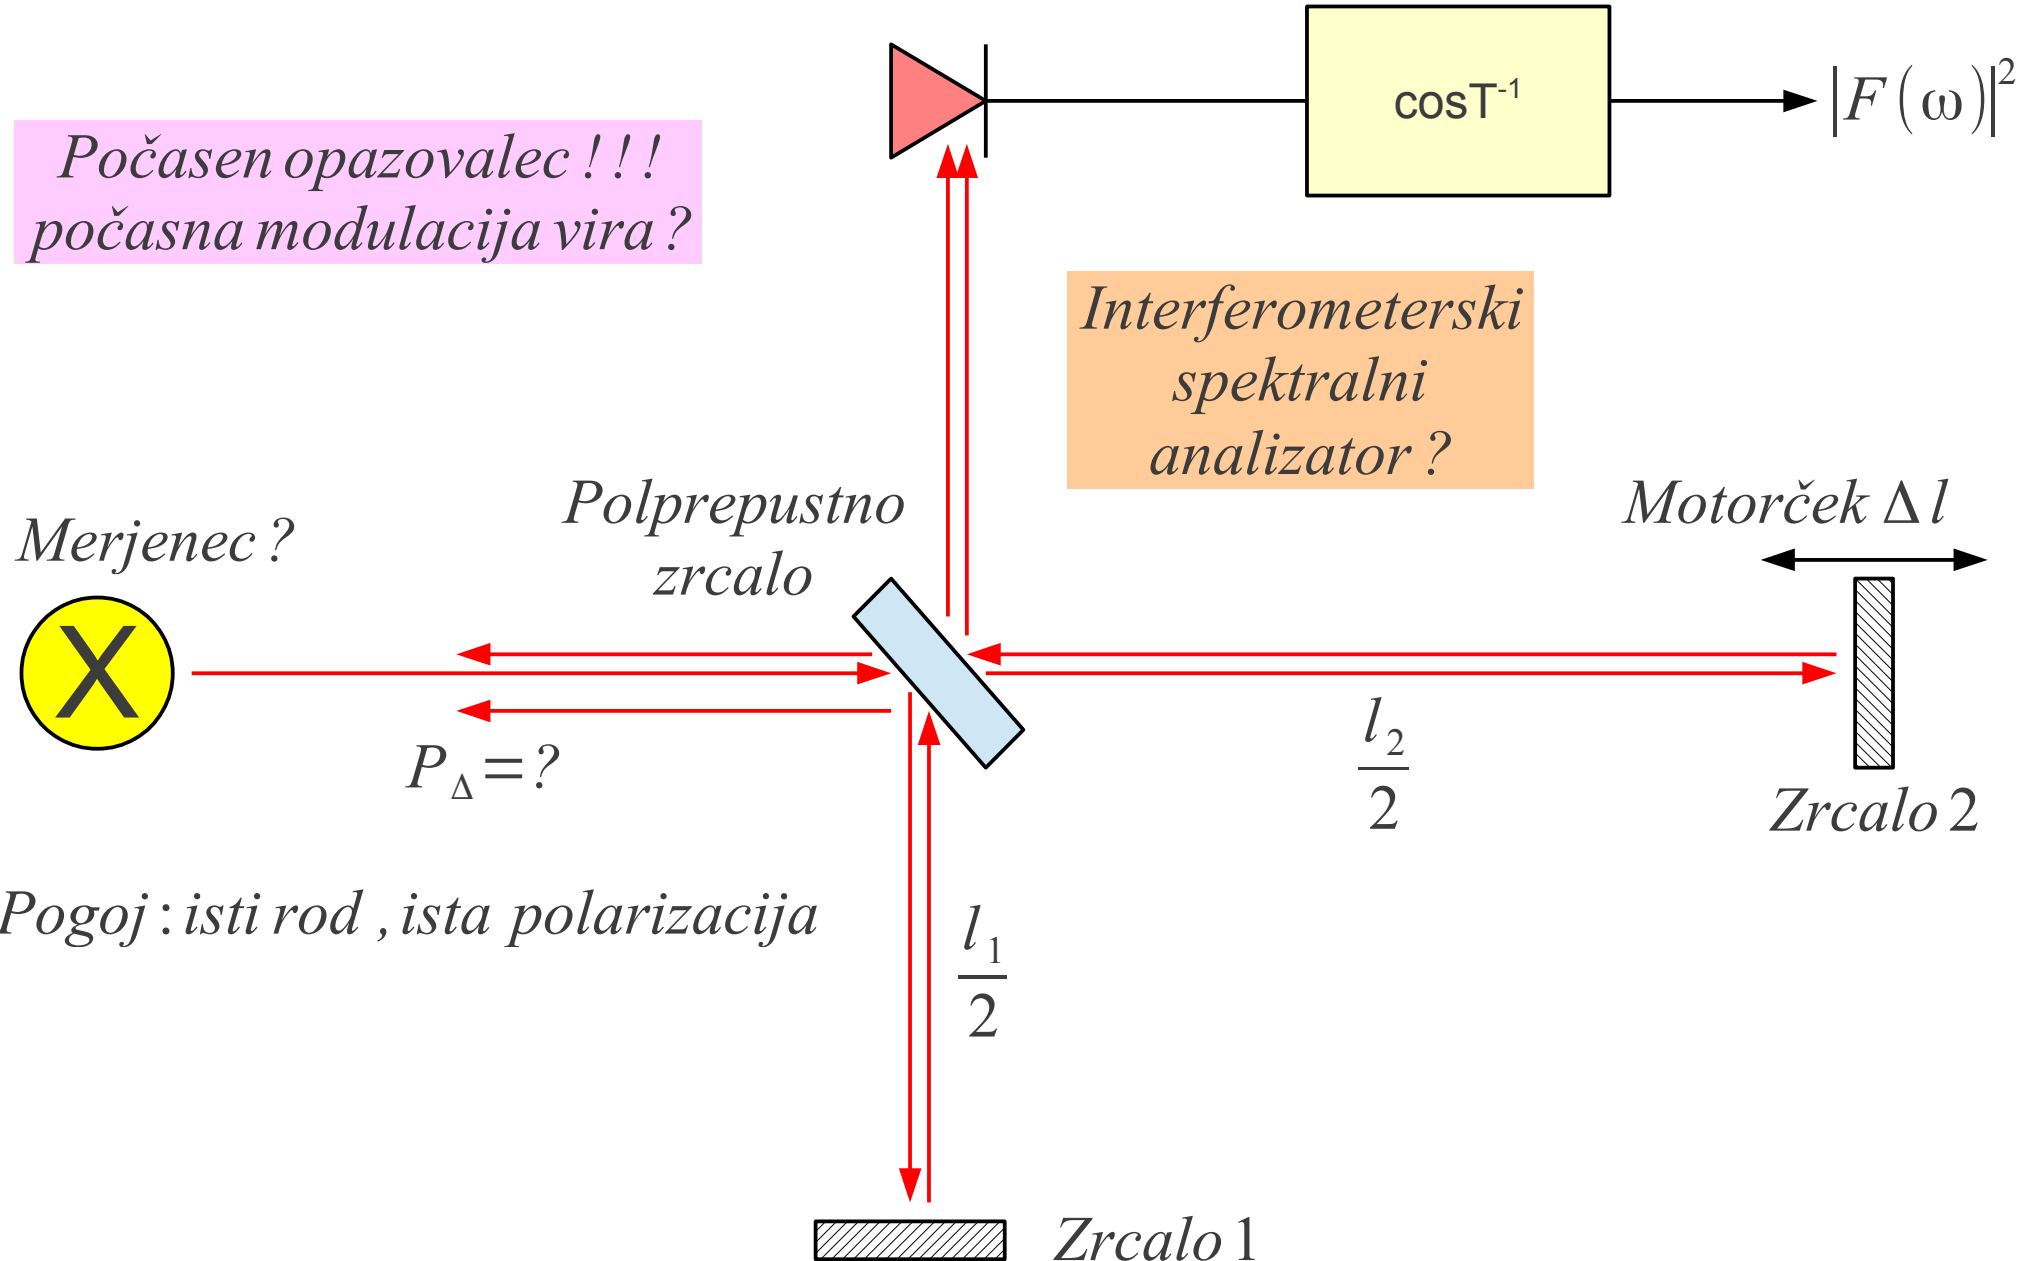 cosT⁻¹
|F(ω)|²
Počasen opazovalec!!!
počasna modulacija vira?
Interferometerski
spektralni
analizator?
Polprepustno
zrcalo
Motorček Δl
Merjenec?
X
P_Δ=?
l₂/2
Zrcalo 2
Pogoj: isti rod, ista polarizacija
l₁/2
Zrcalo 1